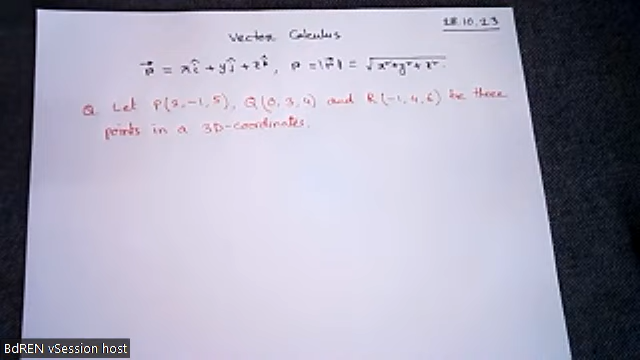 28.10.23
Vector Calculus
r⃗ = xî + yĵ + zk̂, r = |r⃗| = √x²+y²+z².
Q. Let P(2,-1,5), Q(0,3,4) and R(-1,4,6) be three
points in a 3D-coordinates.
BdREN vSession host